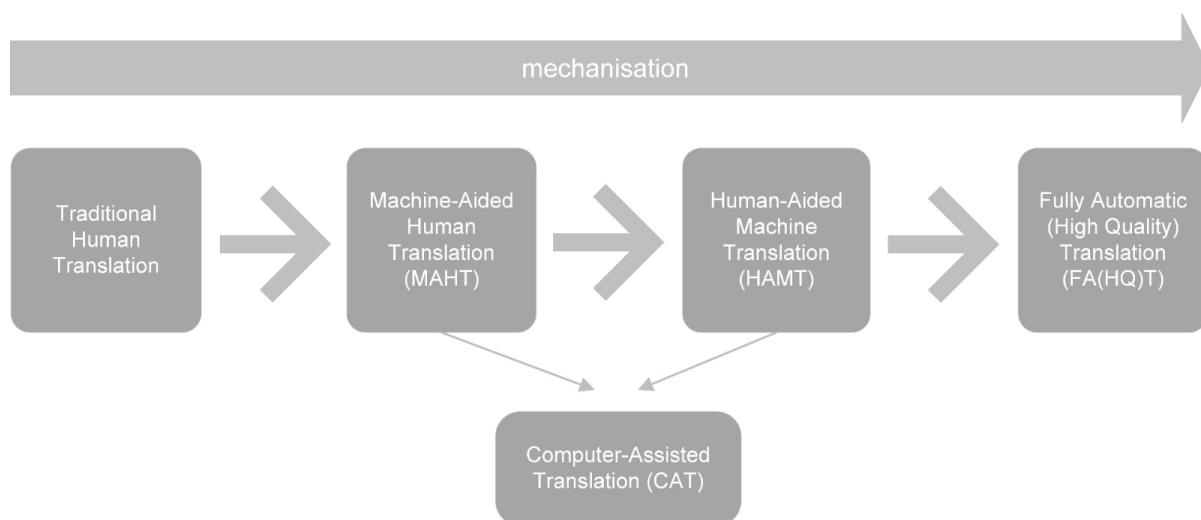 mechanisation
Traditional
Human
Translation
Machine-Aided
Human
Translation
(MAHT)
Human-Aided
Machine
Translation
(HAMT)
Fully Automatic
(High Quality)
Translation
(FA(HQ)T)
Computer-Assisted
Translation (CAT)